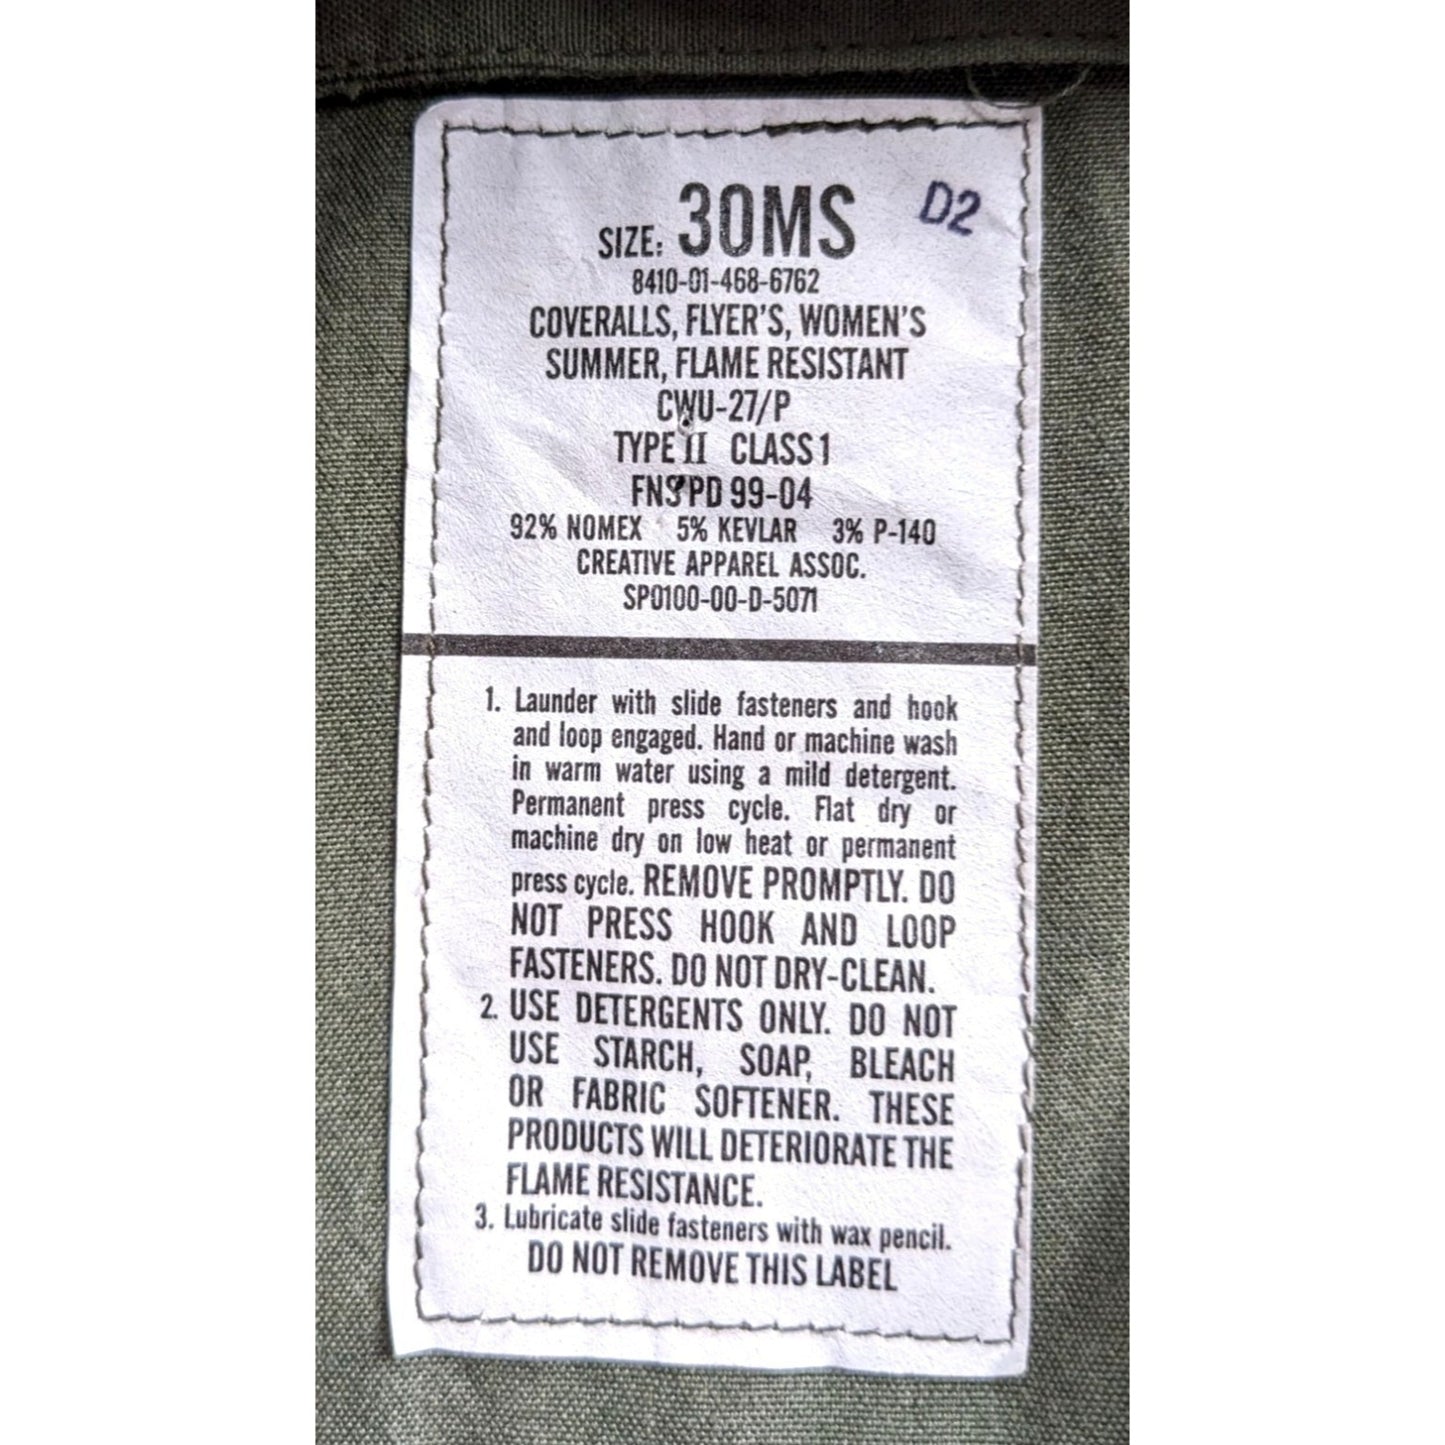 SIZE: 30MS D2
8410-01-468-6762
COVERALLS, FLYER'S, WOMEN'S
SUMMER, FLAME RESISTANT
CWU-27/P
TYPE II CLASS 1
FNS/PD 99-04
92% NOMEX 5% KEVLAR 3% P-140
CREATIVE APPAREL ASSOC.
SP0100-00-D-5071
1. Launder with slide fasteners and hook
and loop engaged. Hand or machine wash
in warm water using a mild detergent.
Permanent press cycle. Flat dry or
machine dry on low heat or permanent
press cycle. REMOVE PROMPTLY. DO
NOT PRESS HOOK AND LOOP
FASTENERS. DO NOT DRY-CLEAN.
2. USE DETERGENTS ONLY. DO NOT
USE STARCH, SOAP, BLEACH
OR FABRIC SOFTENER. THESE
PRODUCTS WILL DETERIORATE THE
FLAME RESISTANCE.
3. Lubricate slide fasteners with wax pencil.
DO NOT REMOVE THIS LABEL